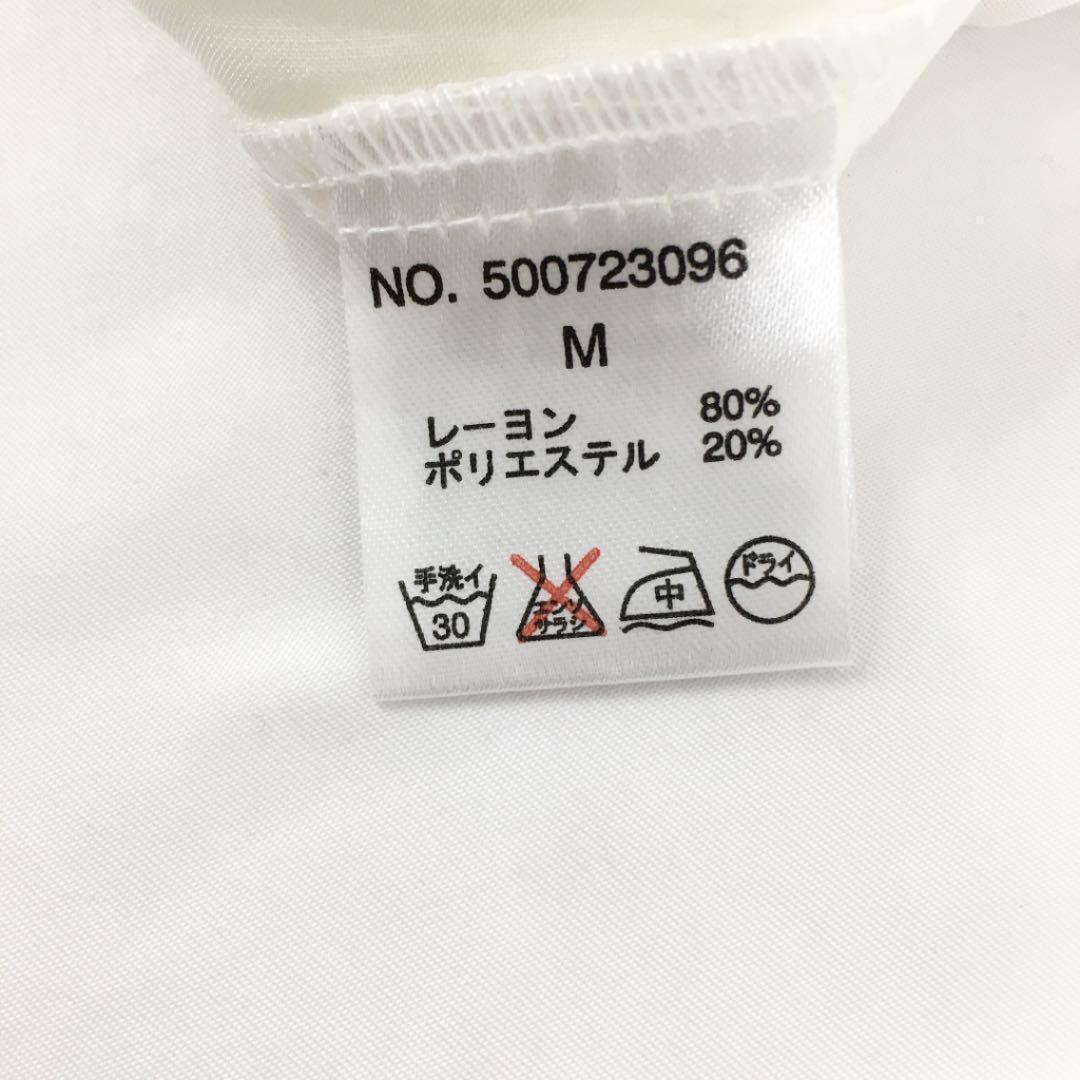 NO. 500723096
M
レーヨン 80%
ポリエステル 20%
手洗イ
30
エンソ
サラシ
中
ドライ